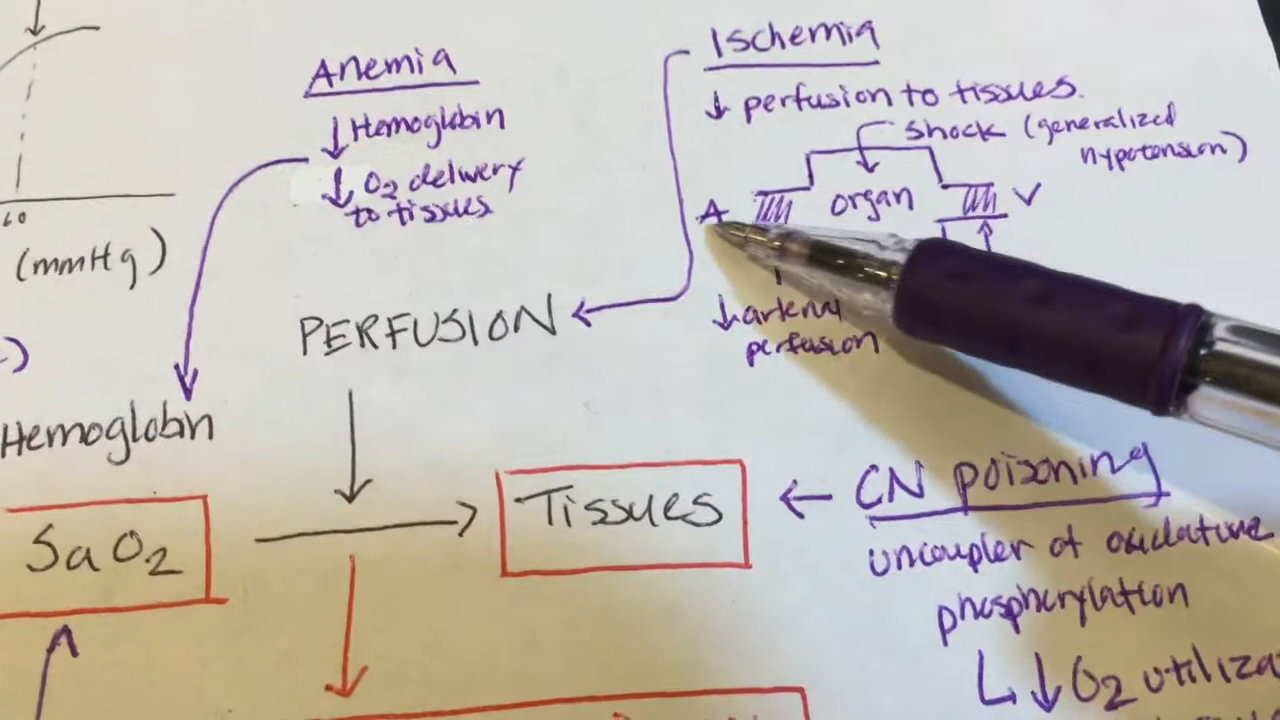 Anemia
↓ Hemoglobin
↓ O2 delivery
to tissues
Ischemia
↓ perfusion to tissues.
Shock (generalized
hypotension)
A
organ
V
↓ arterial
perfusion
60
(mmHg)
PERFUSION
Hemoglobin
SaO2
Tissues
← CN poisoning
uncoupler of oxidative
phosphorylation
↓ O2 utiliza